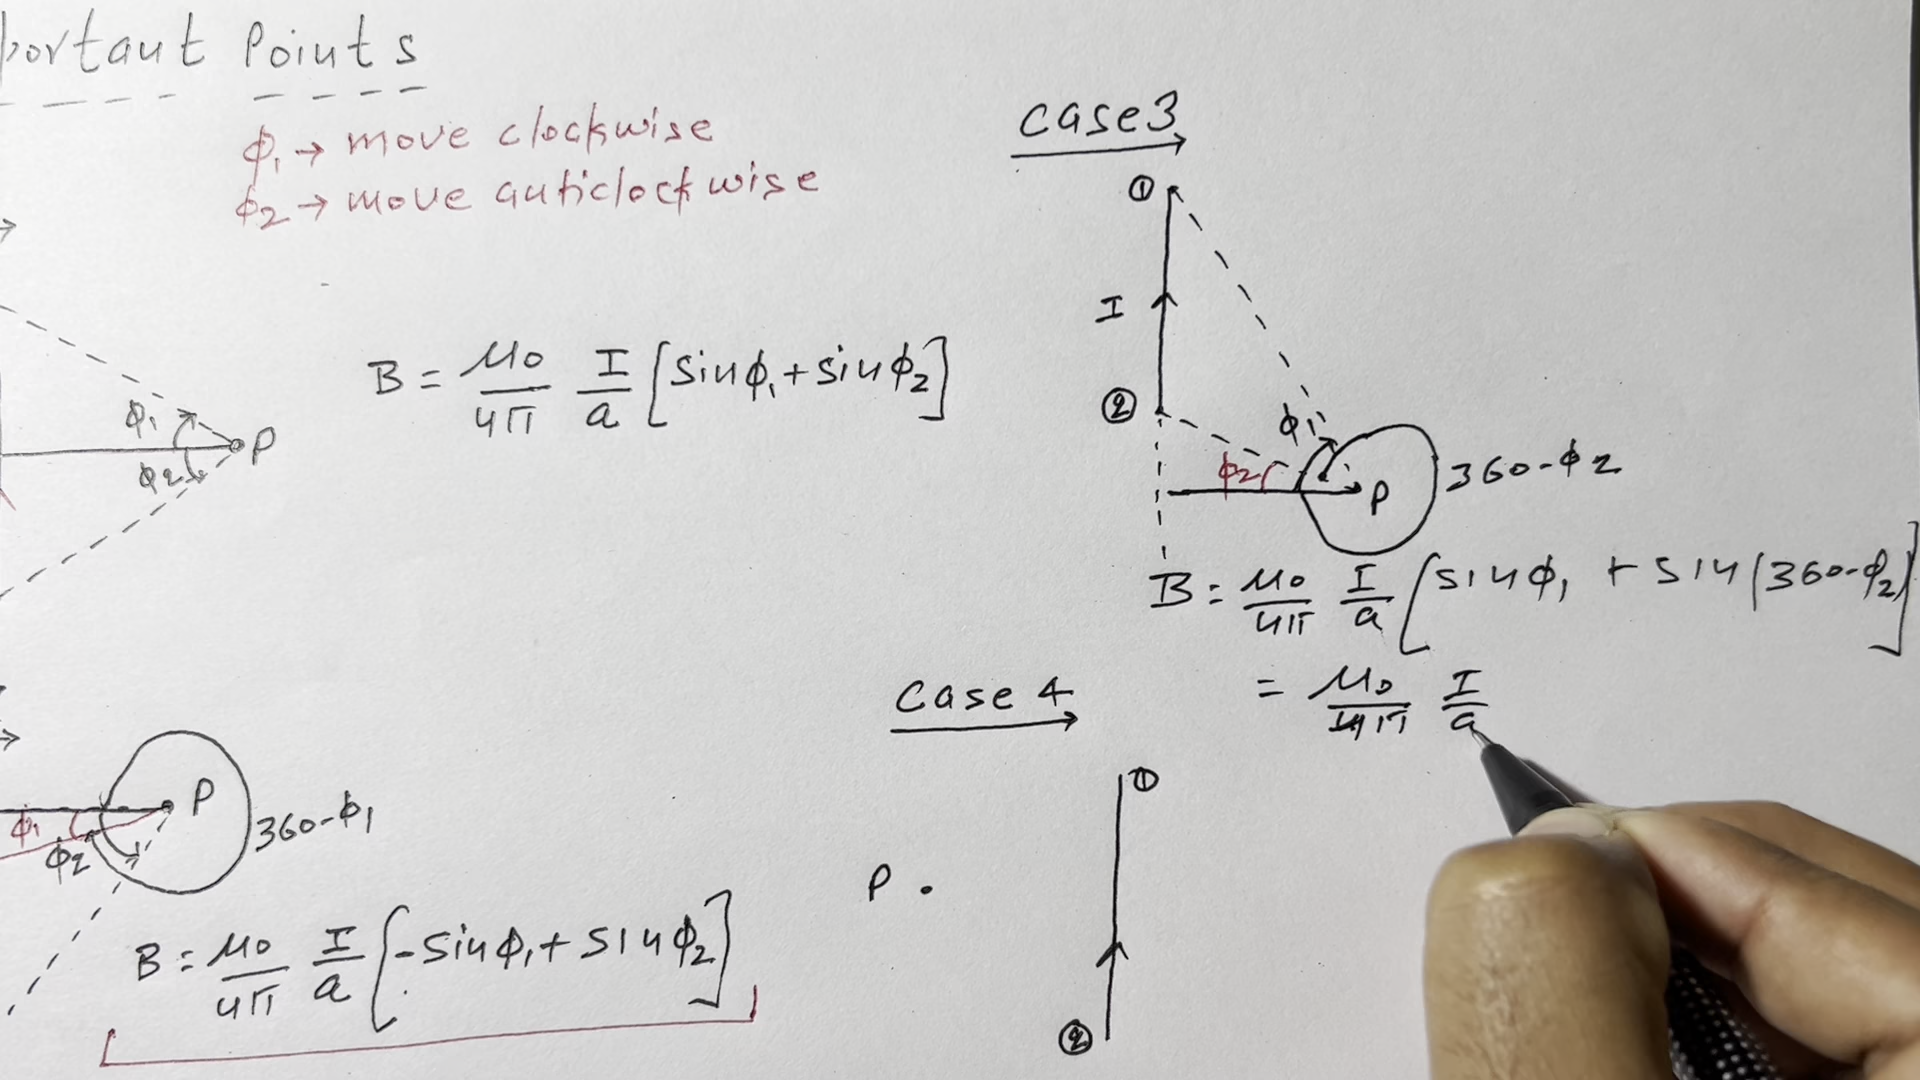 portant Points
ϕ₁ → move clockwise
ϕ₂ → move anticlockwise
B = μ₀/4π I/a [sinϕ₁ + sinϕ₂]
ϕ₁
ϕ₂
P
P
ϕ₁
ϕ₂
360-ϕ₁
B = μ₀/4π I/a [-sinϕ₁ + sinϕ₂]
case 3
①
I
②
ϕ₁
ϕ₂
P
360-ϕ₂
B = μ₀/4π I/a [sinϕ₁ + sin(360-ϕ₂)]
= μ₀/4π I/a
Case 4
①
P .
②